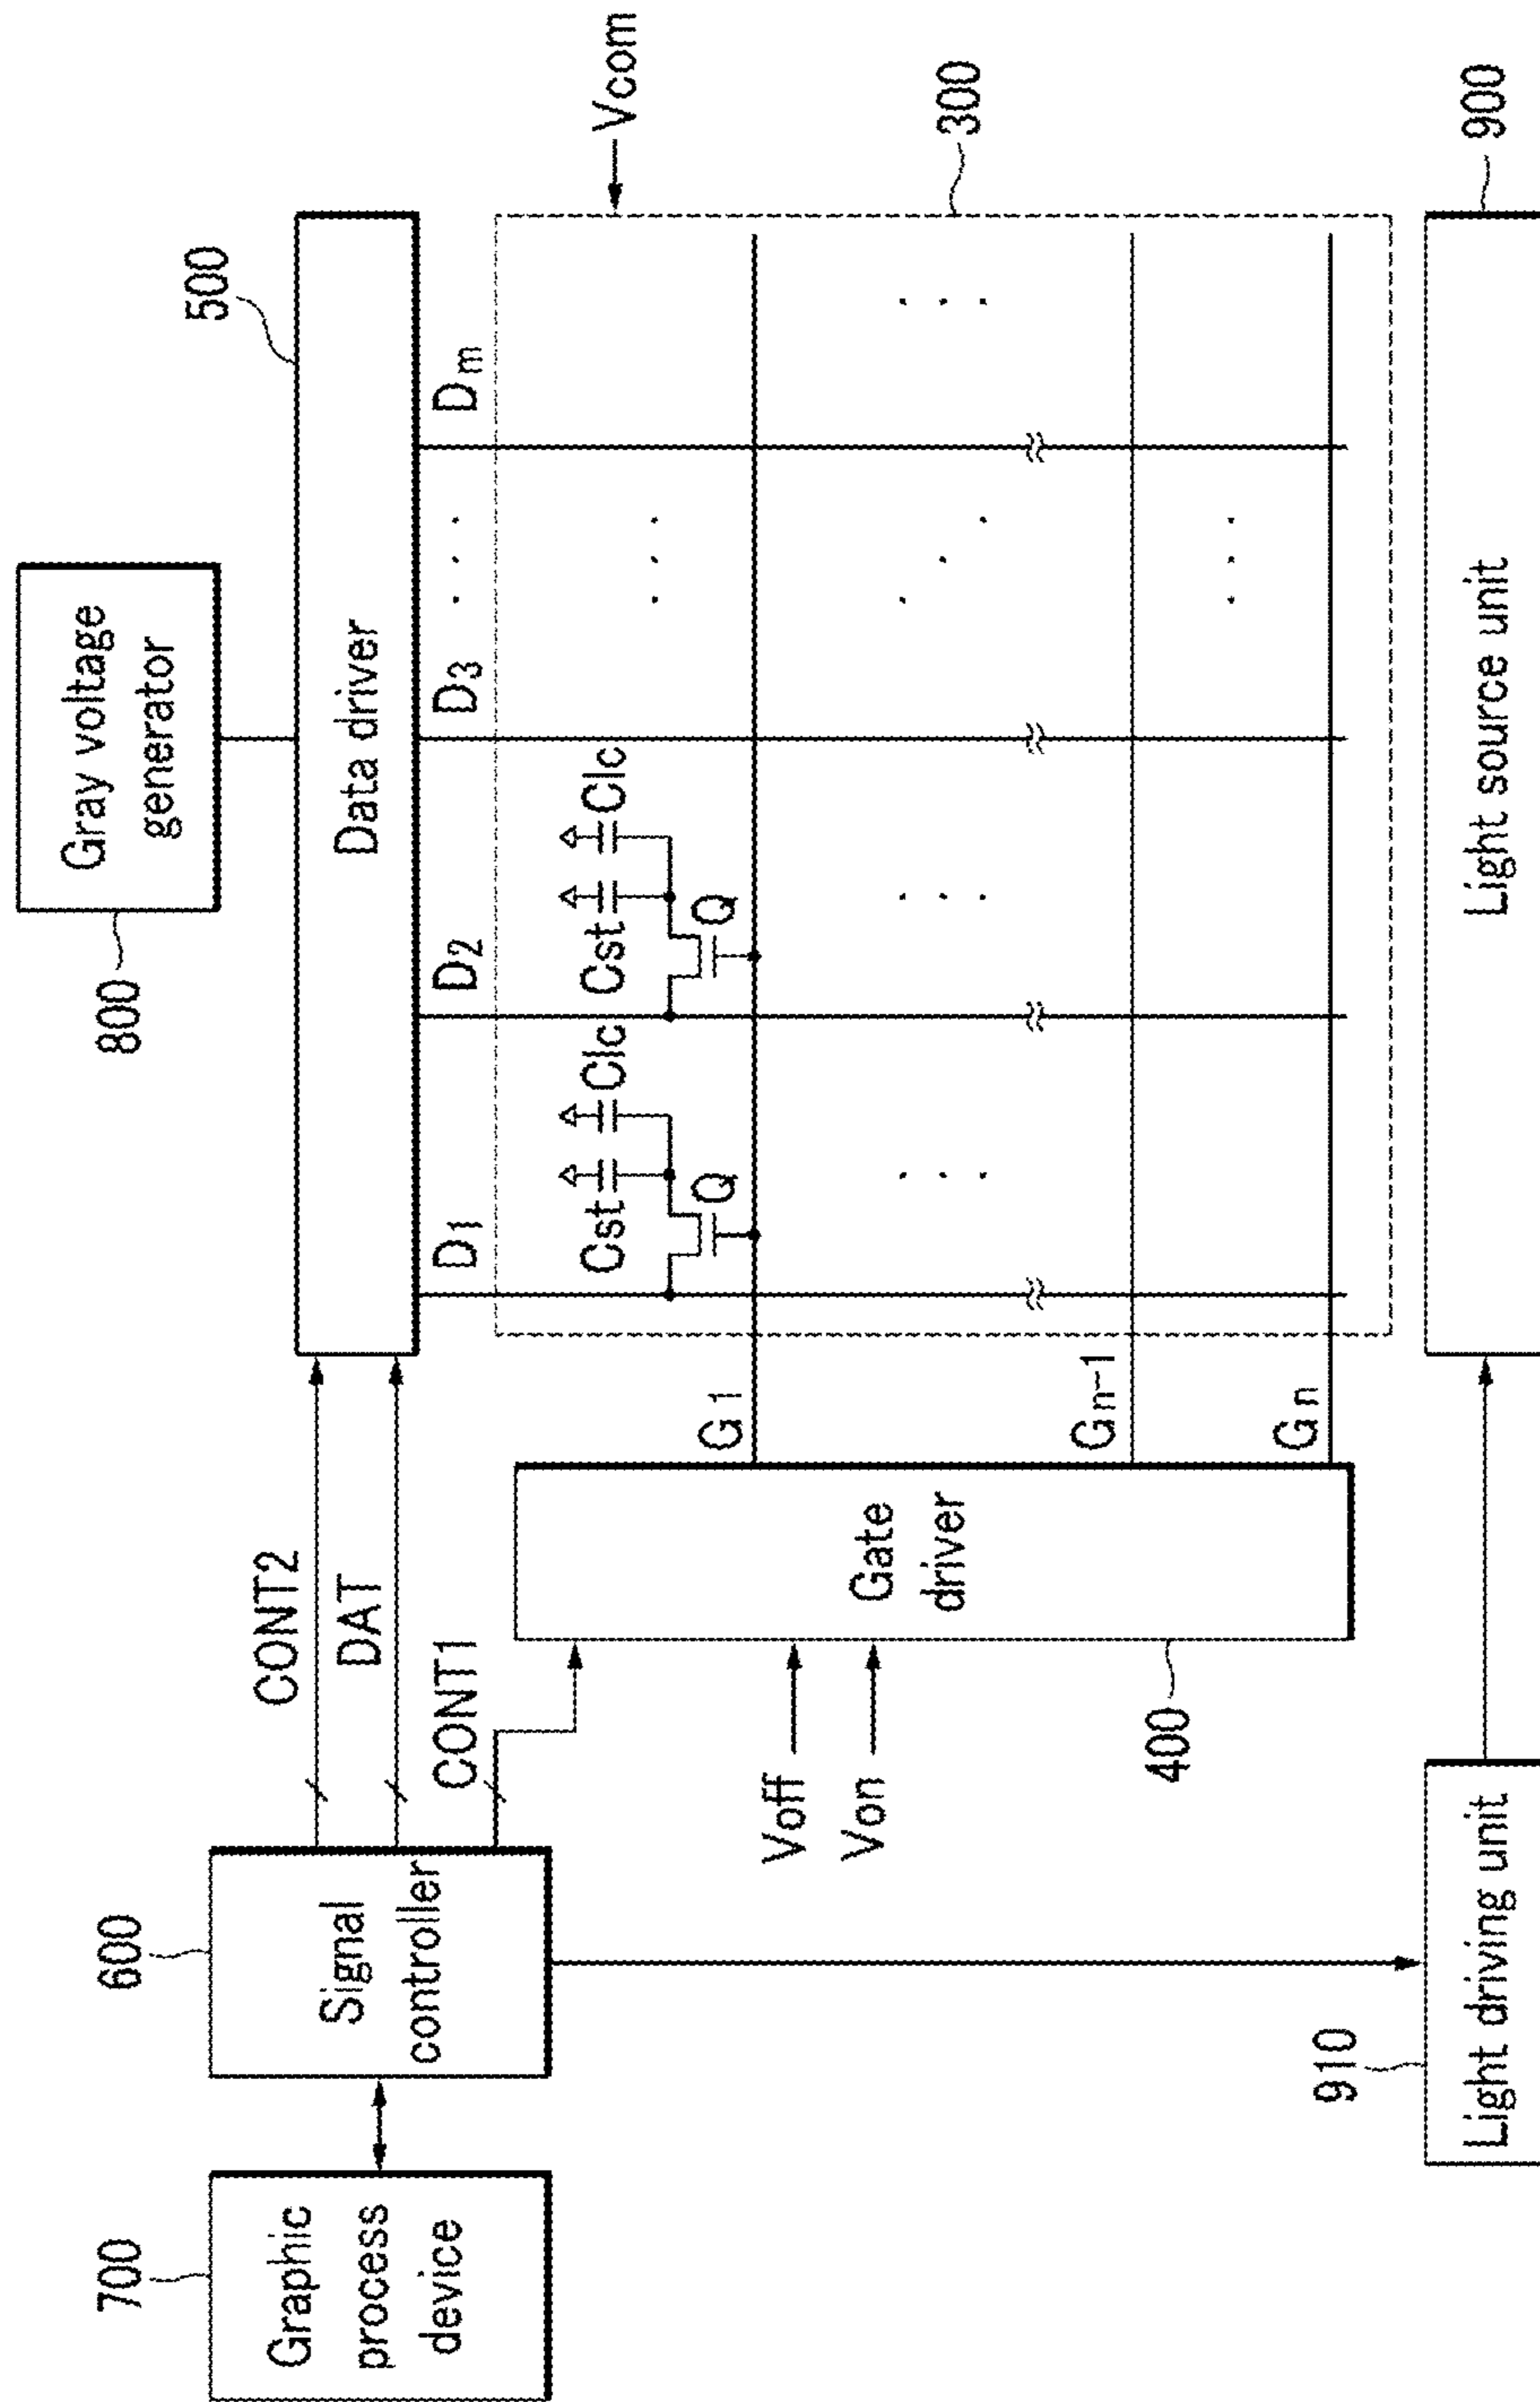 800
Gray voltage
generator
500
Data driver
700
Graphic
process
device
600
Signal
controller
CONT2
DAT
CONT1
D1
D2
D3
. . .
Dm
Vcom
Cst
Clc
Q
Cst
Clc
Q
300
Voff
Von
400
Gate
driver
G1
Gn-1
Gn
910
Light driving unit
Light source unit
900